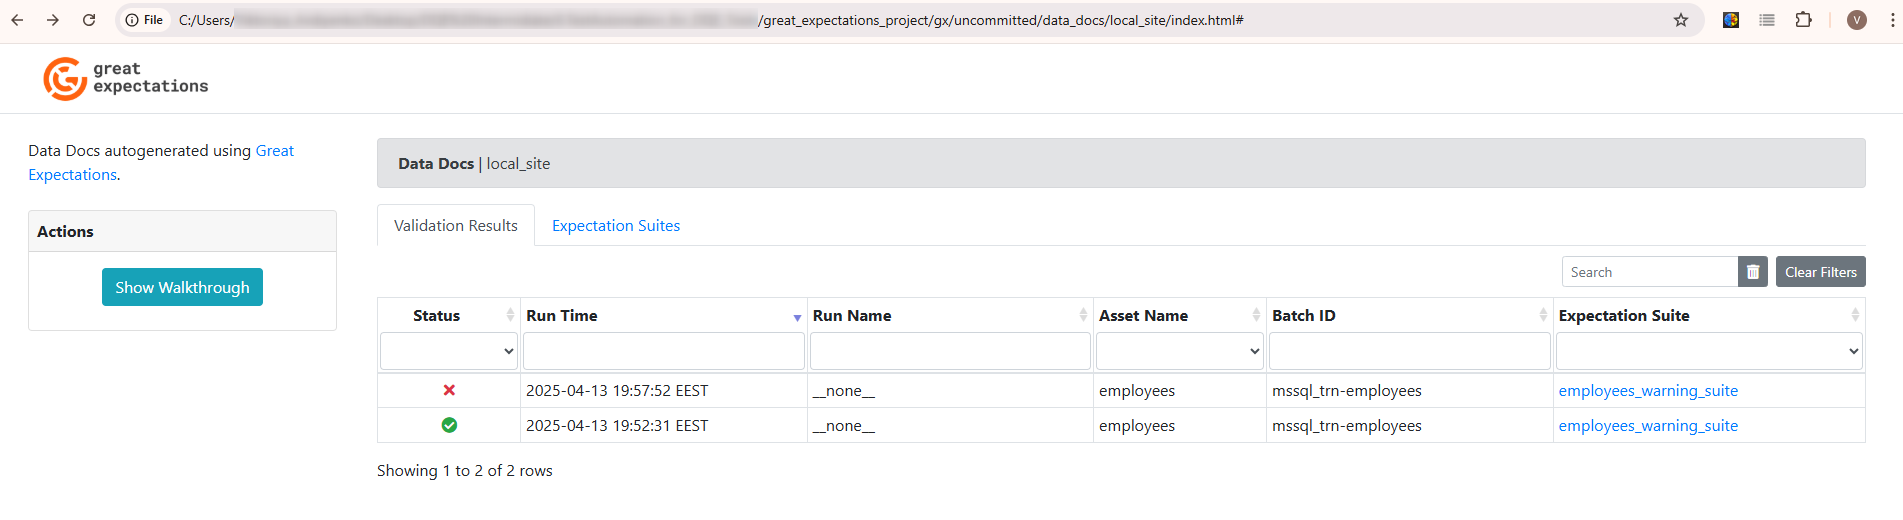 File C:/Users/ /great_expectations_project/gx/uncommitted/data_docs/local_site/index.html#
V
great
expectations
Data Docs autogenerated using Great
Expectations.
Actions
Show Walkthrough
Data Docs | local_site
Validation Results Expectation Suites
Search Clear Filters
Status Run Time Run Name Asset Name Batch ID Expectation Suite
2025-04-13 19:57:52 EEST __none__ employees mssql_trn-employees employees_warning_suite
2025-04-13 19:52:31 EEST __none__ employees mssql_trn-employees employees_warning_suite
Showing 1 to 2 of 2 rows